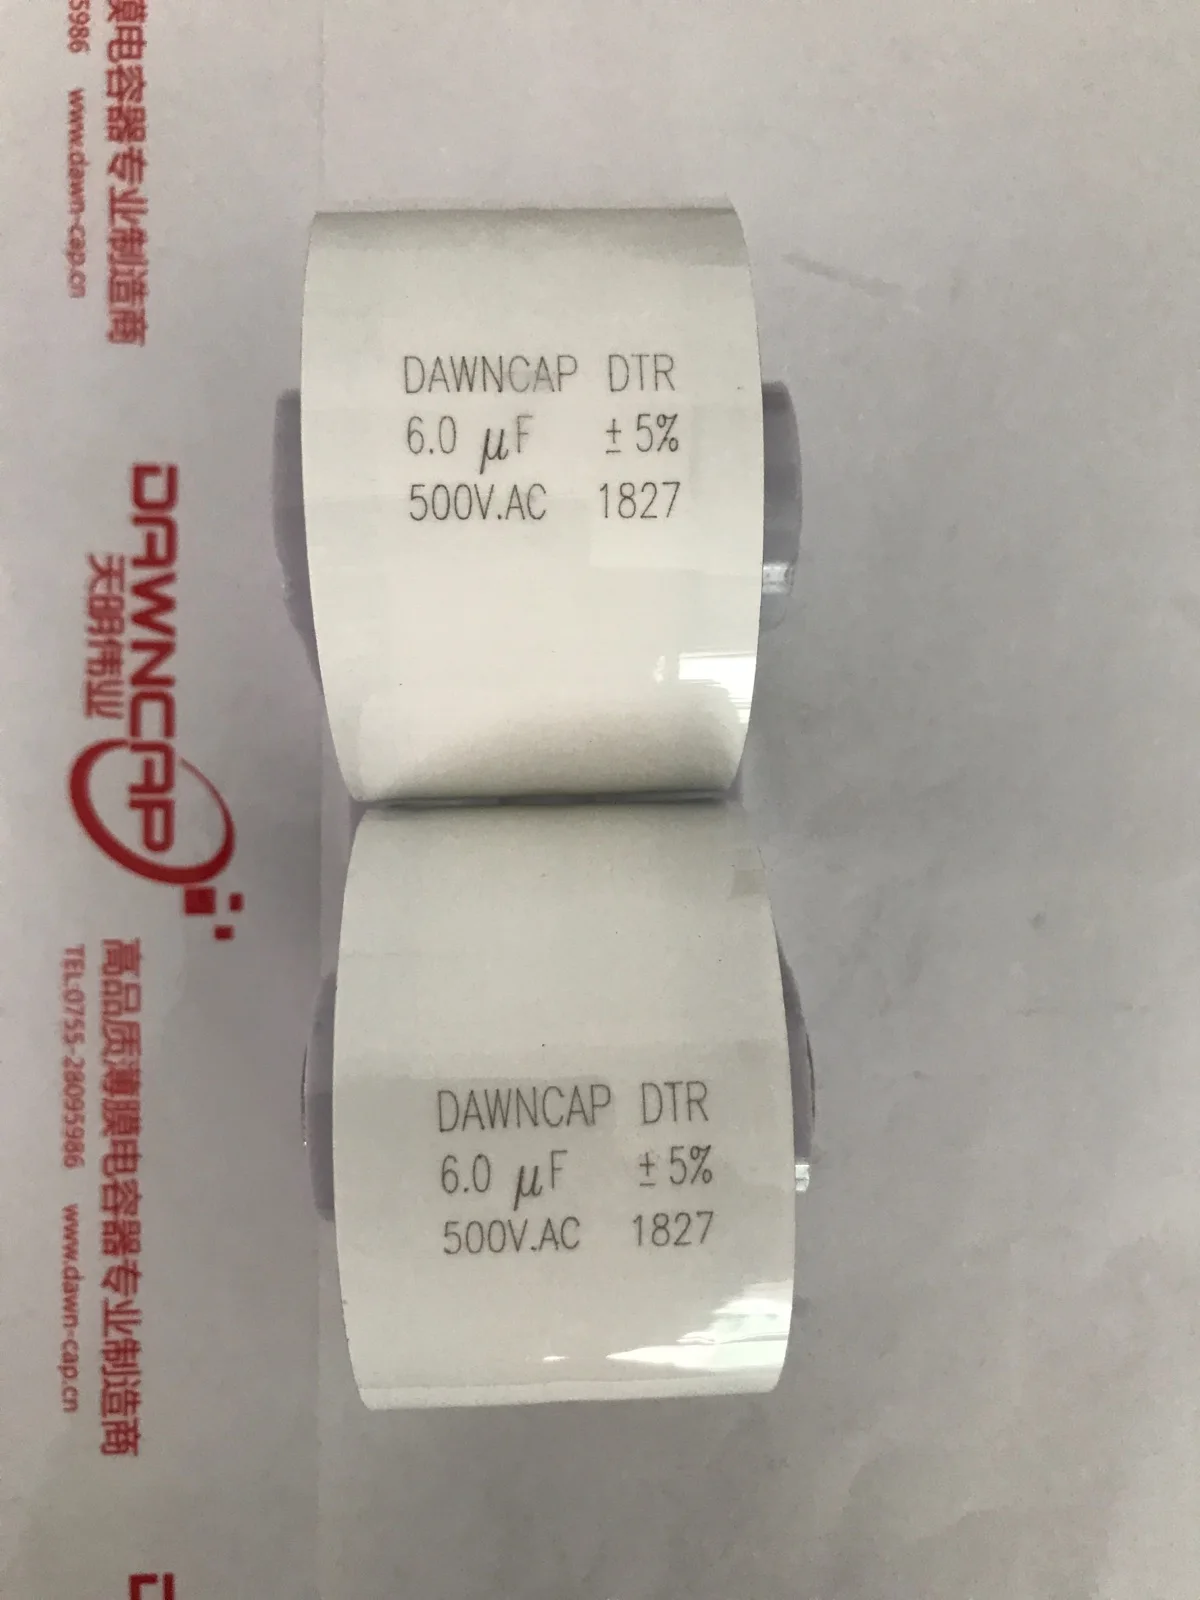 DAWNCAP DTR
6.0 μF ±5%
500V.AC 1827
DAWNCAP DTR
6.0 μF ±5%
500V.AC 1827
膜电容器专业制造商
5986 www.dawn-cap.cn
DAWNCAP
天明伟业
高品质薄膜电容器专业制造商
TEL:0755-28095986 www.dawn-cap.cn